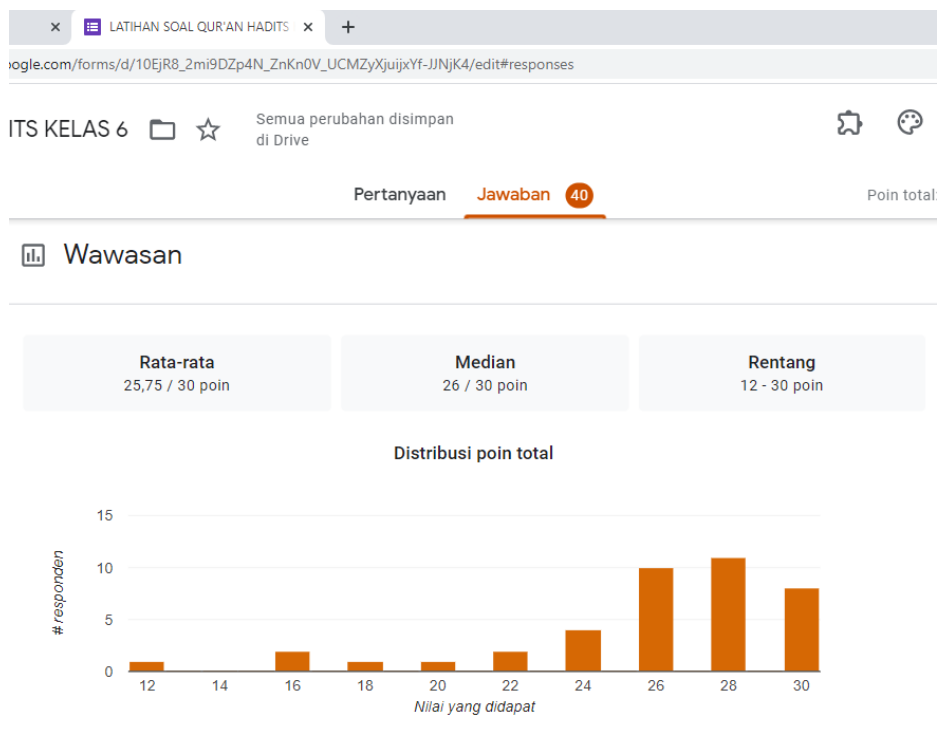 LATIHAN SOAL QUR'AN HADITS
oogle.com/forms/d/10EjR8_2mi9DZp4N_ZnKn0V_UCMZyXjuijxYf-JJNjK4/edit#responses
ITS KELAS 6
Semua perubahan disimpan
di Drive
Pertanyaan Jawaban 40
Poin total:
Wawasan
Rata-rata
25,75 / 30 poin
Median
26 / 30 poin
Rentang
12 - 30 poin
Distribusi poin total
15
10
5
0
# responden
12 14 16 18 20 22 24 26 28 30
Nilai yang didapat